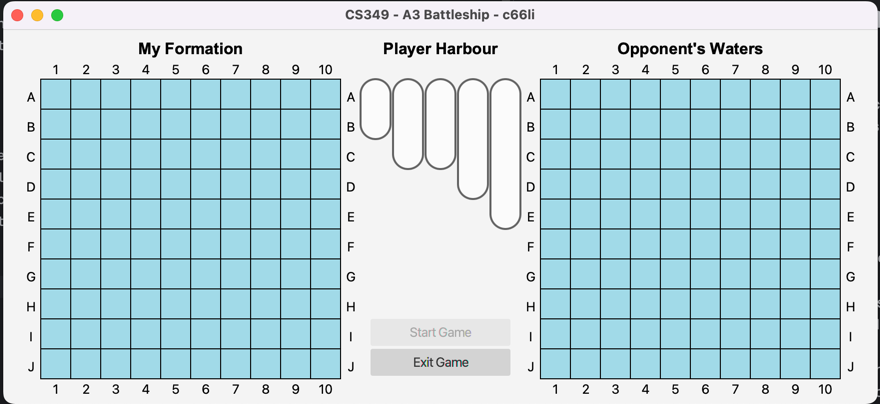 CS349 - A3 Battleship - c66li
My Formation
Player Harbour
Opponent's Waters
1 2 3 4 5 6 7 8 9 10
1 2 3 4 5 6 7 8 9 10
A A A A
B B B B
C C C C
D D D D
E E E E
F F F F
G G G G
H H H H
I I I I
J J J J
Start Game
Exit Game
1 2 3 4 5 6 7 8 9 10
1 2 3 4 5 6 7 8 9 10